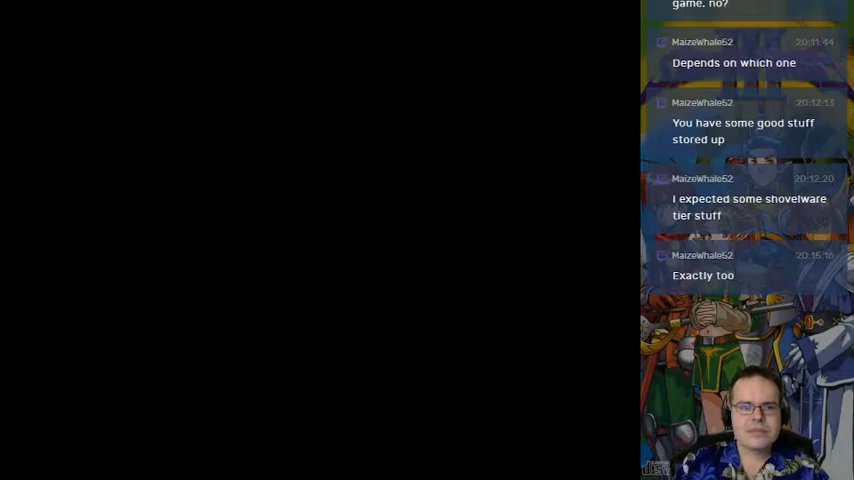 game, no?
MaizeWhale52 20:11:44
Depends on which one
MaizeWhale52 20:12:13
You have some good stuff
stored up
MaizeWhale52 20:12:20
I expected some shovelware
tier stuff
MaizeWhale52 20:15:16
Exactly too